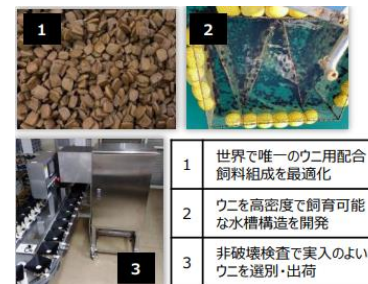 1
2
3
1 世界で唯一のウニ用配合
飼料組成を最適化
2 ウニを高密度で飼育可能
な水槽構造を開発
3 非破壊検査で実入のよい
ウニを選別・出荷